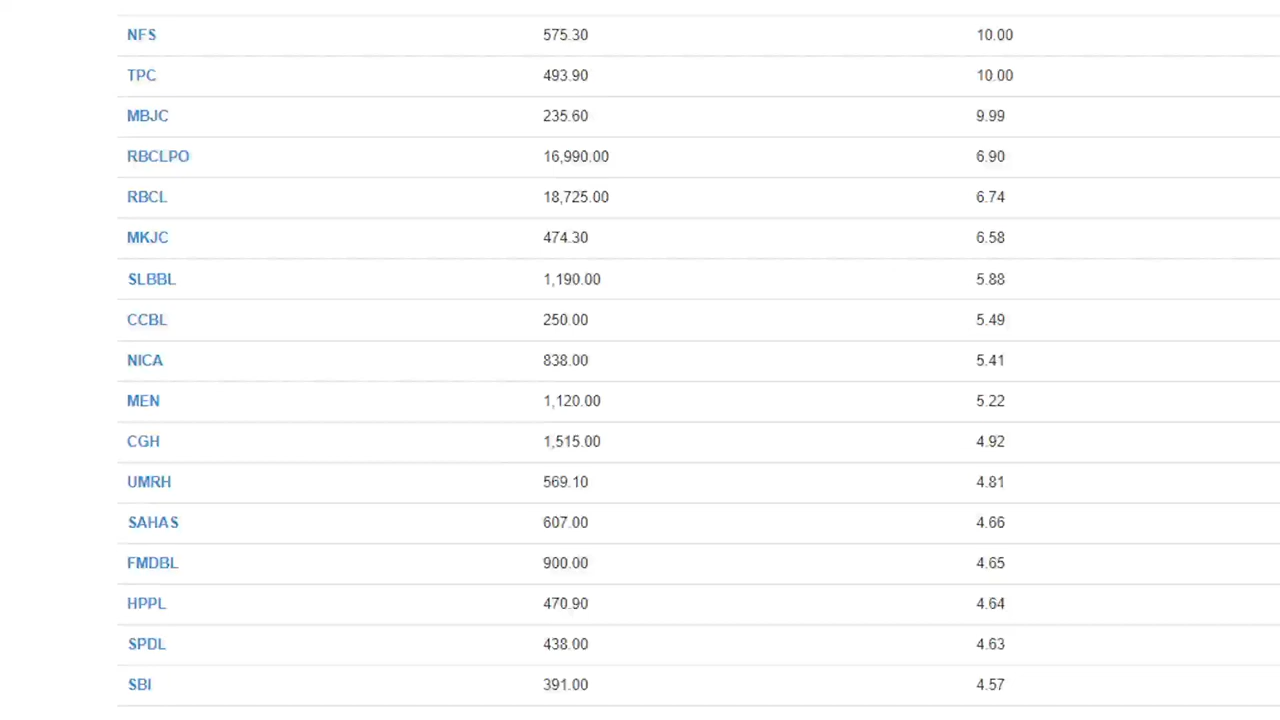 NFS 575.30 10.00
TPC 493.90 10.00
MBJC 235.60 9.99
RBCLPO 16,990.00 6.90
RBCL 18,725.00 6.74
MKJC 474.30 6.58
SLBBL 1,190.00 5.88
CCBL 250.00 5.49
NICA 838.00 5.41
MEN 1,120.00 5.22
CGH 1,515.00 4.92
UMRH 569.10 4.81
SAHAS 607.00 4.66
FMDBL 900.00 4.65
HPPL 470.90 4.64
SPDL 438.00 4.63
SBI 391.00 4.57